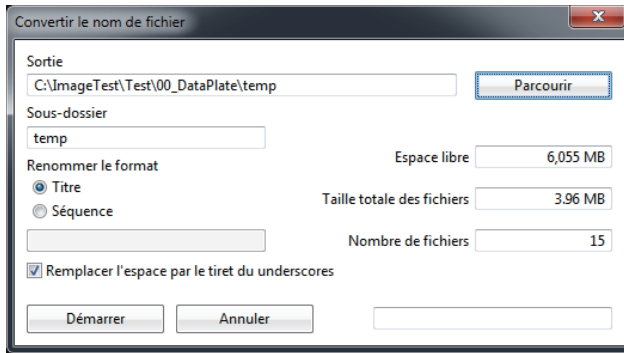 Convertir le nom de fichier
Sortie
C:\ImageTest\Test\00_DataPlate\temp
Parcourir
Sous-dossier
temp
Espace libre 6,055 MB
Renommer le format
Titre
Taille totale des fichiers 3.96 MB
Séquence
Nombre de fichiers 15
Remplacer l'espace par le tiret du underscores
Démarrer Annuler